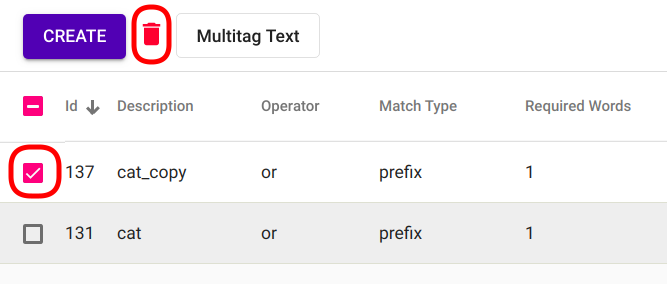 CREATE Multitag Text
Id Description Operator Match Type Required Words
137 cat_copy or prefix 1
131 cat or prefix 1